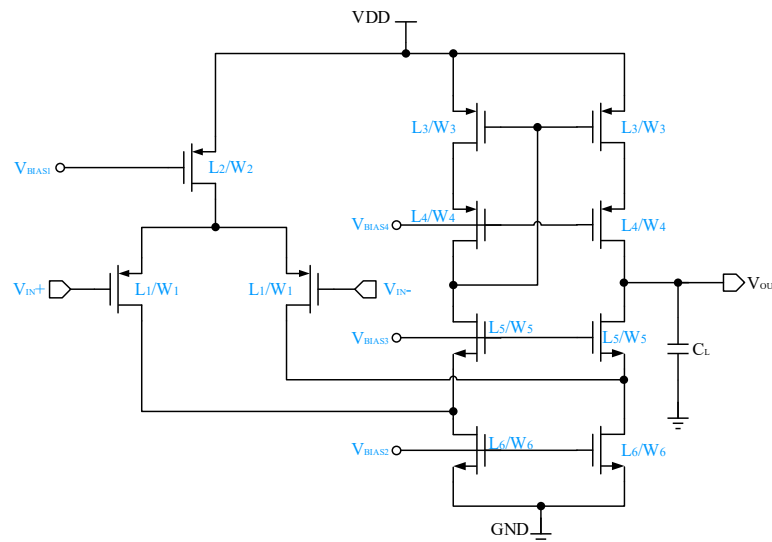 VDD
L3/W3
L3/W3
L2/W2
VBIAS1
VBIAS4
L4/W4
L4/W4
VIN+
L1/W1
L1/W1
VIN-
VOU
VBIAS3
L5/W5
L5/W5
CL
VBIAS2
L6/W6
L6/W6
GND